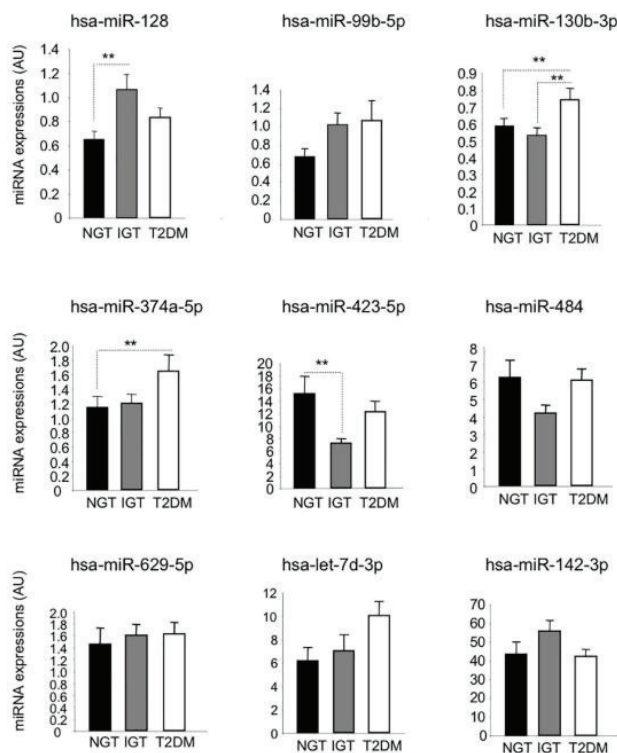 hsa-miR-128 hsa-miR-99b-5p hsa-miR-130b-3p
miRNA expressions (AU)
1.4 1.6 0.9
1.2 1.4 0.8
1.0 1.2 0.7
0.8 1.0 0.6
0.6 0.8 0.5
0.4 0.6 0.4
0.2 0.4 0.3
0 0.2 0.2
0 0.1
0
** ** **
NGT IGT T2DM NGT IGT T2DM NGT IGT T2DM
hsa-miR-374a-5p hsa-miR-423-5p hsa-miR-484
miRNA expressions (AU)
2.0 20 8
1.8 18 7
1.6 16 6
1.4 14 5
1.2 12 4
1.0 10 3
0.8 8 2
0.6 6 1
0.4 4 0
0.2 2
0 0
** **
NGT IGT T2DM NGT IGT T2DM NGT IGT T2DM
hsa-miR-629-5p hsa-let-7d-3p hsa-miR-142-3p
miRNA expressions (AU)
2.0 12 70
1.8 10 60
1.6 8 50
1.4 6 40
1.2 4 30
1.0 2 20
0.8 0 10
0.6 0
0.4
0.2
0
NGT IGT T2DM NGT IGT T2DM NGT IGT T2DM